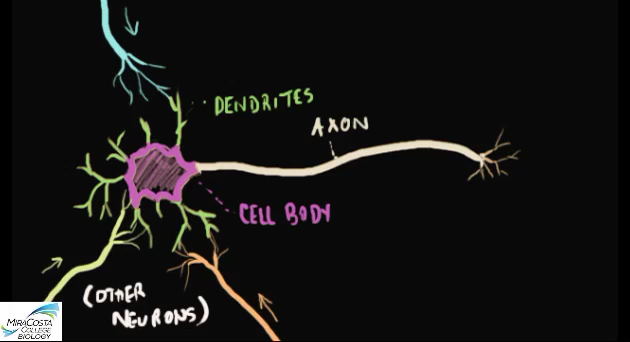 DENDRITES
AXON
CELL BODY
(OTHER
NEURONS)
MIRACOSTA
COLLEGE
BIOLOGY